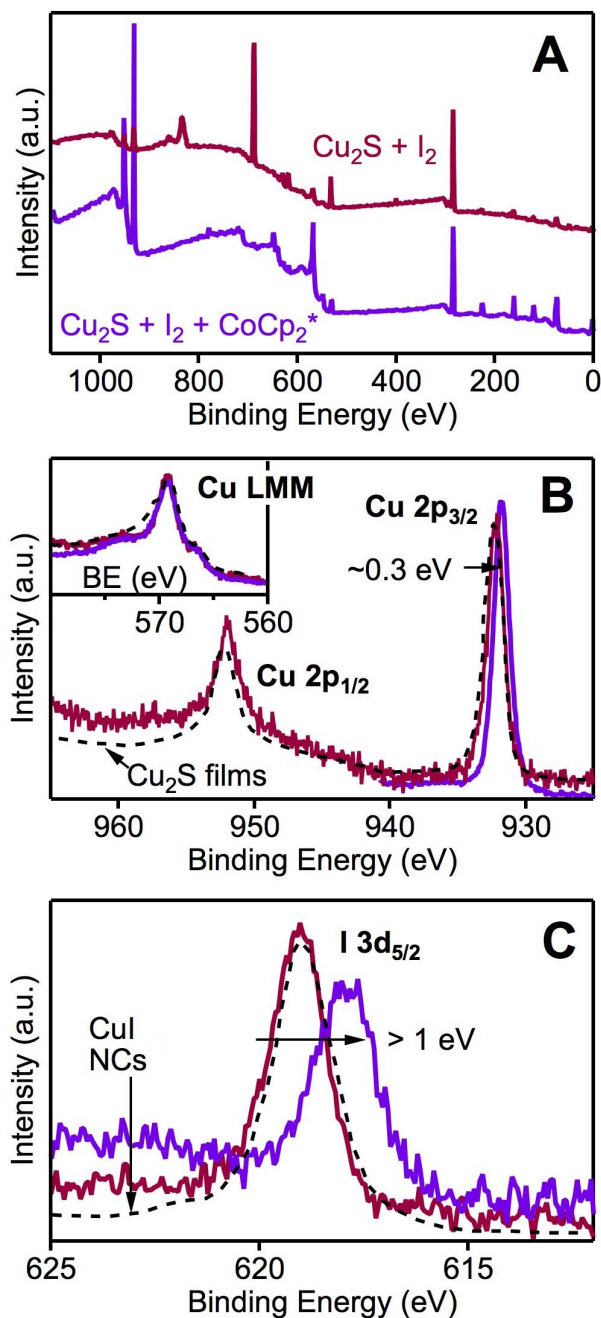 A
Intensity (a.u.)
Cu₂S + I₂
Cu₂S + I₂ + CoCp₂*
1000 800 600 400 200 0
Binding Energy (eV)
B
Intensity (a.u.)
Cu LMM
BE (eV)
570 560
Cu 2p₃/₂
~0.3 eV
Cu 2p₁/₂
Cu₂S films
960 950 940 930
Binding Energy (eV)
C
Intensity (a.u.)
I 3d₅/₂
CuI
NCs
> 1 eV
625 620 615
Binding Energy (eV)